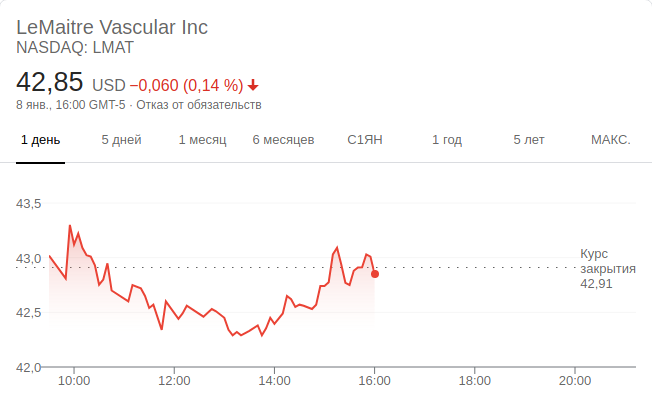 LeMaitre Vascular Inc
NASDAQ: LMAT
42,85 USD −0,060 (0,14 %)
8 янв., 16:00 GMT-5 · Отказ от обязательств
1 день 5 дней 1 месяц 6 месяцев С1ЯН 1 год 5 лет МАКС.
43,5
43,0
42,5
42,0
Курс
закрытия
42,91
10:00 12:00 14:00 16:00 18:00 20:00